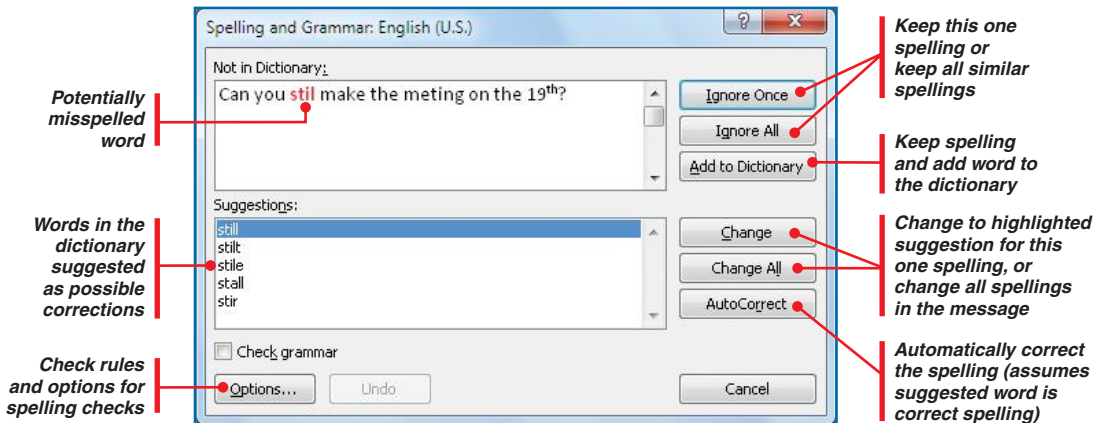 Spelling and Grammar: English (U.S.)
Not in Dictionary:
Can you stil make the meting on the 19th?
Ignore Once
Ignore All
Add to Dictionary
Suggestions:
still
stilt
stile
stall
stir
Change
Change All
AutoCorrect
Check grammar
Options...
Undo
Cancel
Potentially
misspelled
word
Words in the
dictionary
suggested
as possible
corrections
Check rules
and options for
spelling checks
Keep this one
spelling or
keep all similar
spellings
Keep spelling
and add word to
the dictionary
Change to highlighted
suggestion for this
one spelling, or
change all spellings
in the message
Automatically correct
the spelling (assumes
suggested word is
correct spelling)